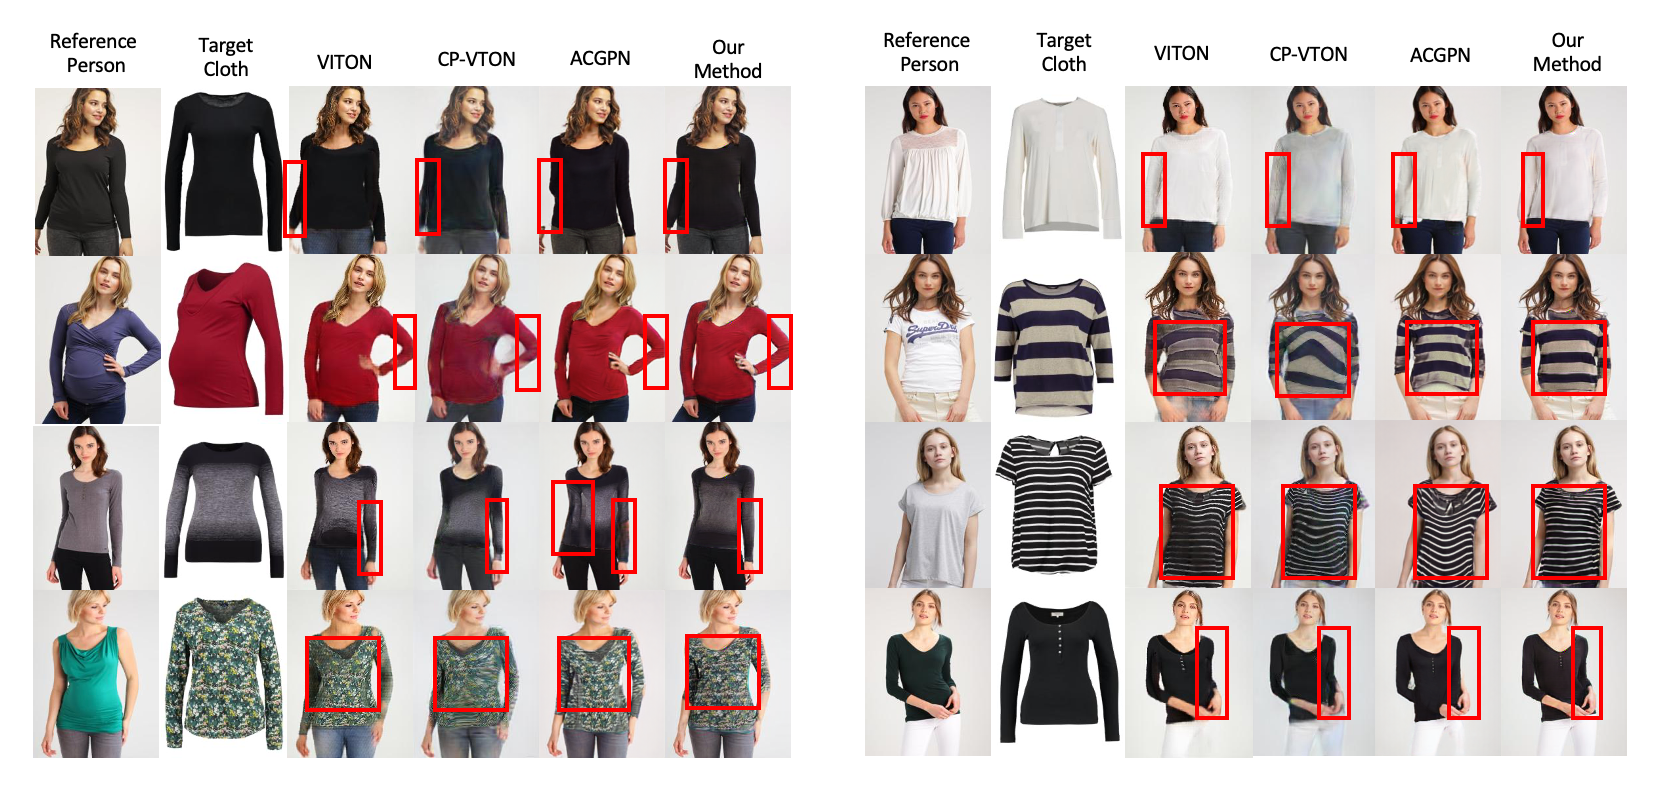 Reference
Person
Target
Cloth
VITON
CP-VTON
ACGPN
Our
Method
Reference
Person
Target
Cloth
VITON
CP-VTON
ACGPN
Our
Method
SuperDry